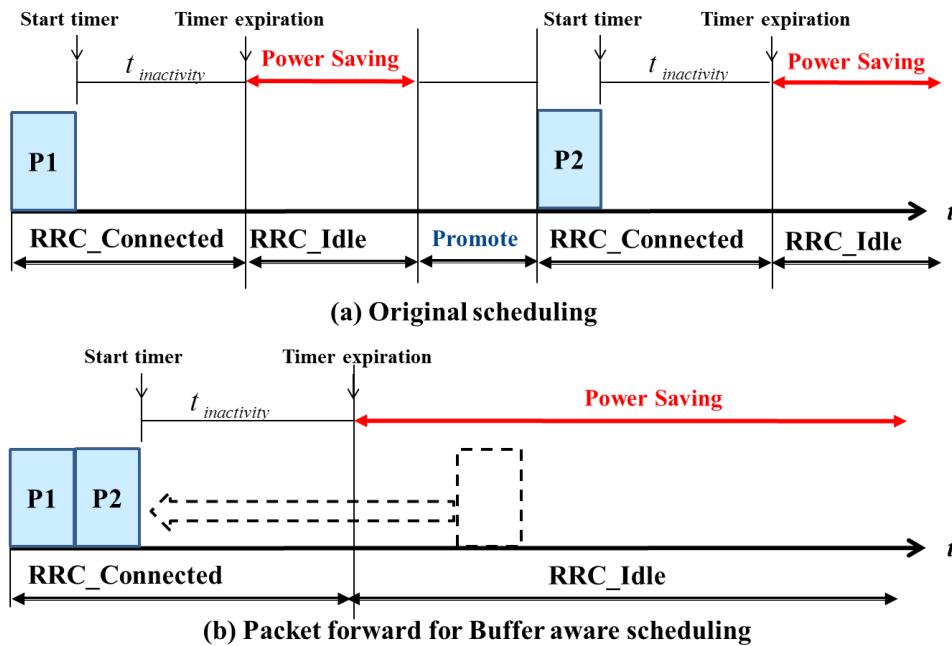 Start timer Timer expiration Start timer Timer expiration
t inactivity Power Saving t inactivity Power Saving
P1 P2
t
RRC_Connected RRC_Idle Promote RRC_Connected RRC_Idle
(a) Original scheduling
Start timer Timer expiration
t inactivity Power Saving
P1 P2
t
RRC_Connected RRC_Idle
(b) Packet forward for Buffer aware scheduling